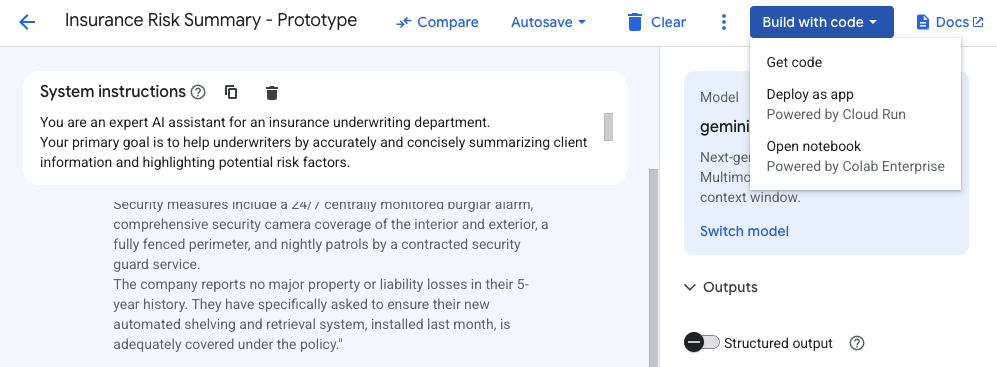 Insurance Risk Summary - Prototype
Compare
Autosave
Clear
Build with code
Docs
Get code
Deploy as app
Powered by Cloud Run
Open notebook
Powered by Colab Enterprise
System instructions
You are an expert AI assistant for an insurance underwriting department.
Your primary goal is to help underwriters by accurately and concisely summarizing client
information and highlighting potential risk factors.
Security measures include a 24/7 centrally monitored burglar alarm,
comprehensive security camera coverage of the interior and exterior, a
fully fenced perimeter, and nightly patrols by a contracted security
guard service.
The company reports no major property or liability losses in their 5-
year history. They have specifically asked to ensure their new
automated shelving and retrieval system, installed last month, is
adequately covered under the policy."
Model
gemini
Next-ge
Multimo
context window.
Switch model
Outputs
Structured output